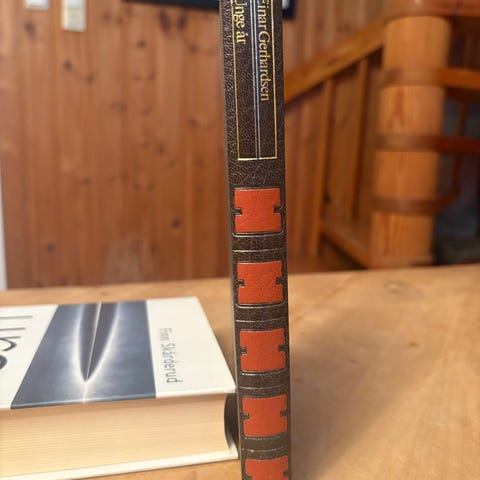 Einar Gerhardsen
Unge år
Finn Skårderud